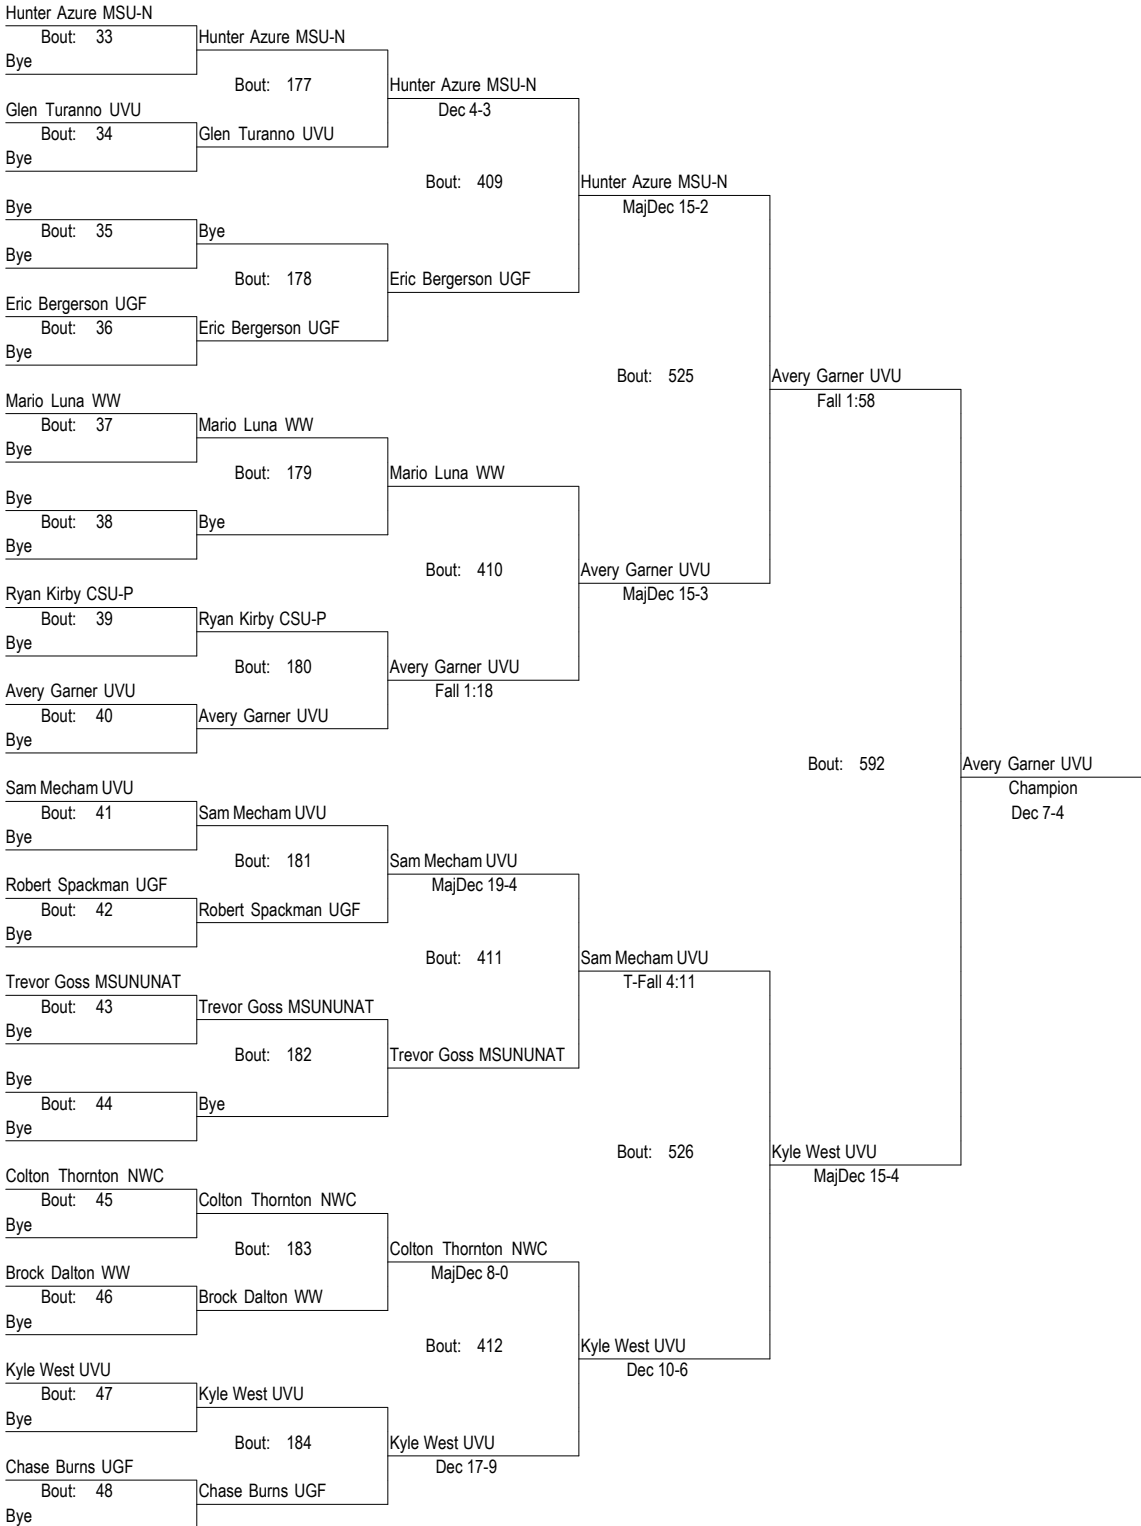 Hunter Azure MSU-N
Bout: 33
Hunter Azure MSU-N
Bye
Bout: 177
Hunter Azure MSU-N
Dec 4-3
Glen Turanno UVU
Bout: 34
Glen Turanno UVU
Bye
Bout: 409
Hunter Azure MSU-N
MajDec 15-2
Bye
Bout: 35
Bye
Bye
Bout: 178
Eric Bergerson UGF
Eric Bergerson UGF
Bout: 36
Eric Bergerson UGF
Bye
Bout: 525
Avery Garner UVU
Fall 1:58
Mario Luna WW
Bout: 37
Mario Luna WW
Bye
Bout: 179
Mario Luna WW
Bye
Bout: 38
Bye
Bye
Bout: 410
Avery Garner UVU
MajDec 15-3
Ryan Kirby CSU-P
Bout: 39
Ryan Kirby CSU-P
Bye
Bout: 180
Avery Garner UVU
Fall 1:18
Avery Garner UVU
Bout: 40
Avery Garner UVU
Bye
Bout: 592
Avery Garner UVU
Champion
Dec 7-4
Sam Mecham UVU
Bout: 41
Sam Mecham UVU
Bye
Bout: 181
Sam Mecham UVU
MajDec 19-4
Robert Spackman UGF
Bout: 42
Robert Spackman UGF
Bye
Bout: 411
Sam Mecham UVU
T-Fall 4:11
Trevor Goss MSUNUNAT
Bout: 43
Trevor Goss MSUNUNAT
Bye
Bout: 182
Trevor Goss MSUNUNAT
Bye
Bout: 44
Bye
Bye
Bout: 526
Kyle West UVU
MajDec 15-4
Colton Thornton NWC
Bout: 45
Colton Thornton NWC
Bye
Bout: 183
Colton Thornton NWC
MajDec 8-0
Brock Dalton WW
Bout: 46
Brock Dalton WW
Bye
Bout: 412
Kyle West UVU
Dec 10-6
Kyle West UVU
Bout: 47
Kyle West UVU
Bye
Bout: 184
Kyle West UVU
Dec 17-9
Chase Burns UGF
Bout: 48
Chase Burns UGF
Bye